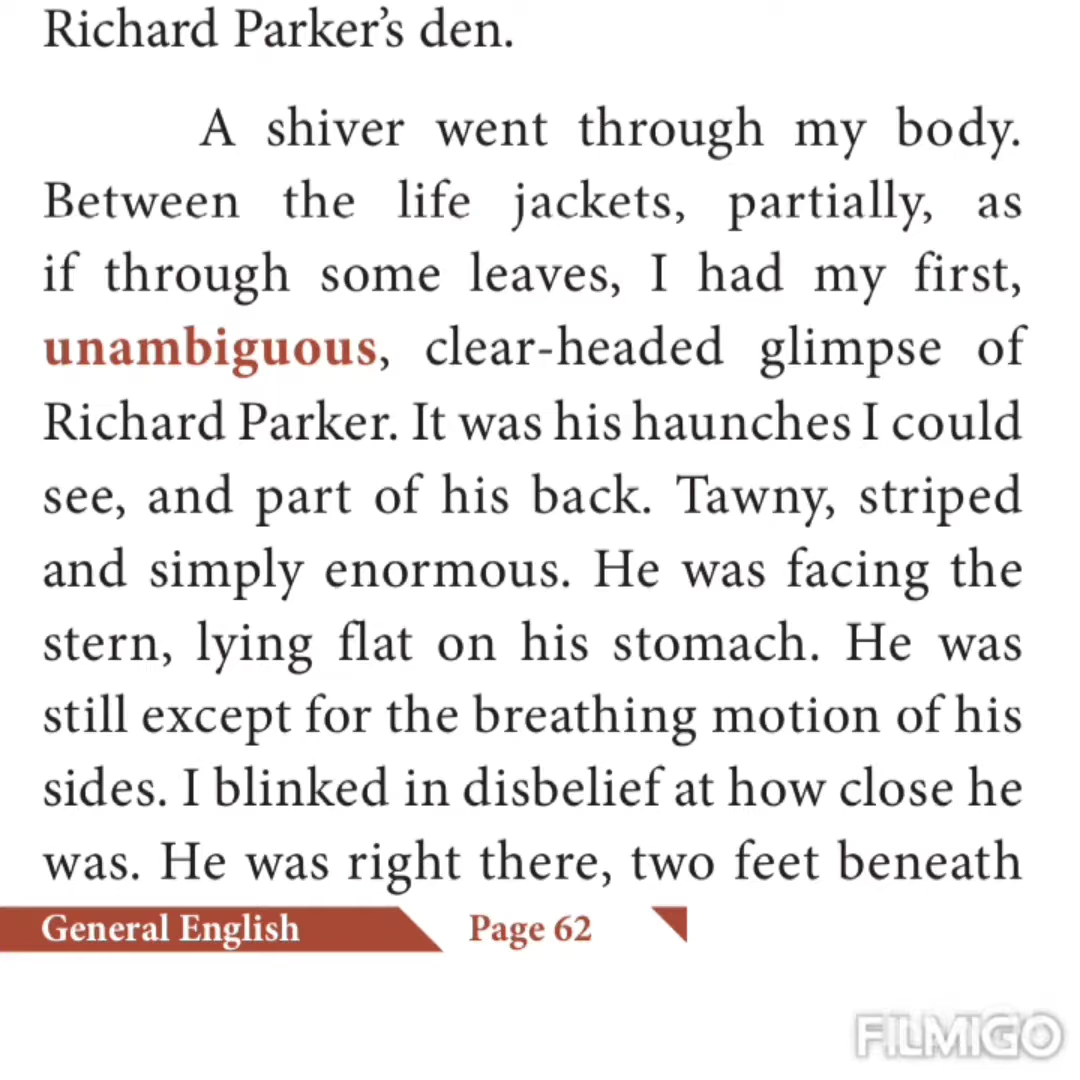 Richard Parker’s den.
A shiver went through my body.
Between the life jackets, partially, as
if through some leaves, I had my first,
unambiguous, clear-headed glimpse of
Richard Parker. It was his haunches I could
see, and part of his back. Tawny, striped
and simply enormous. He was facing the
stern, lying flat on his stomach. He was
still except for the breathing motion of his
sides. I blinked in disbelief at how close he
was. He was right there, two feet beneath
General English Page 62
FILMIGO